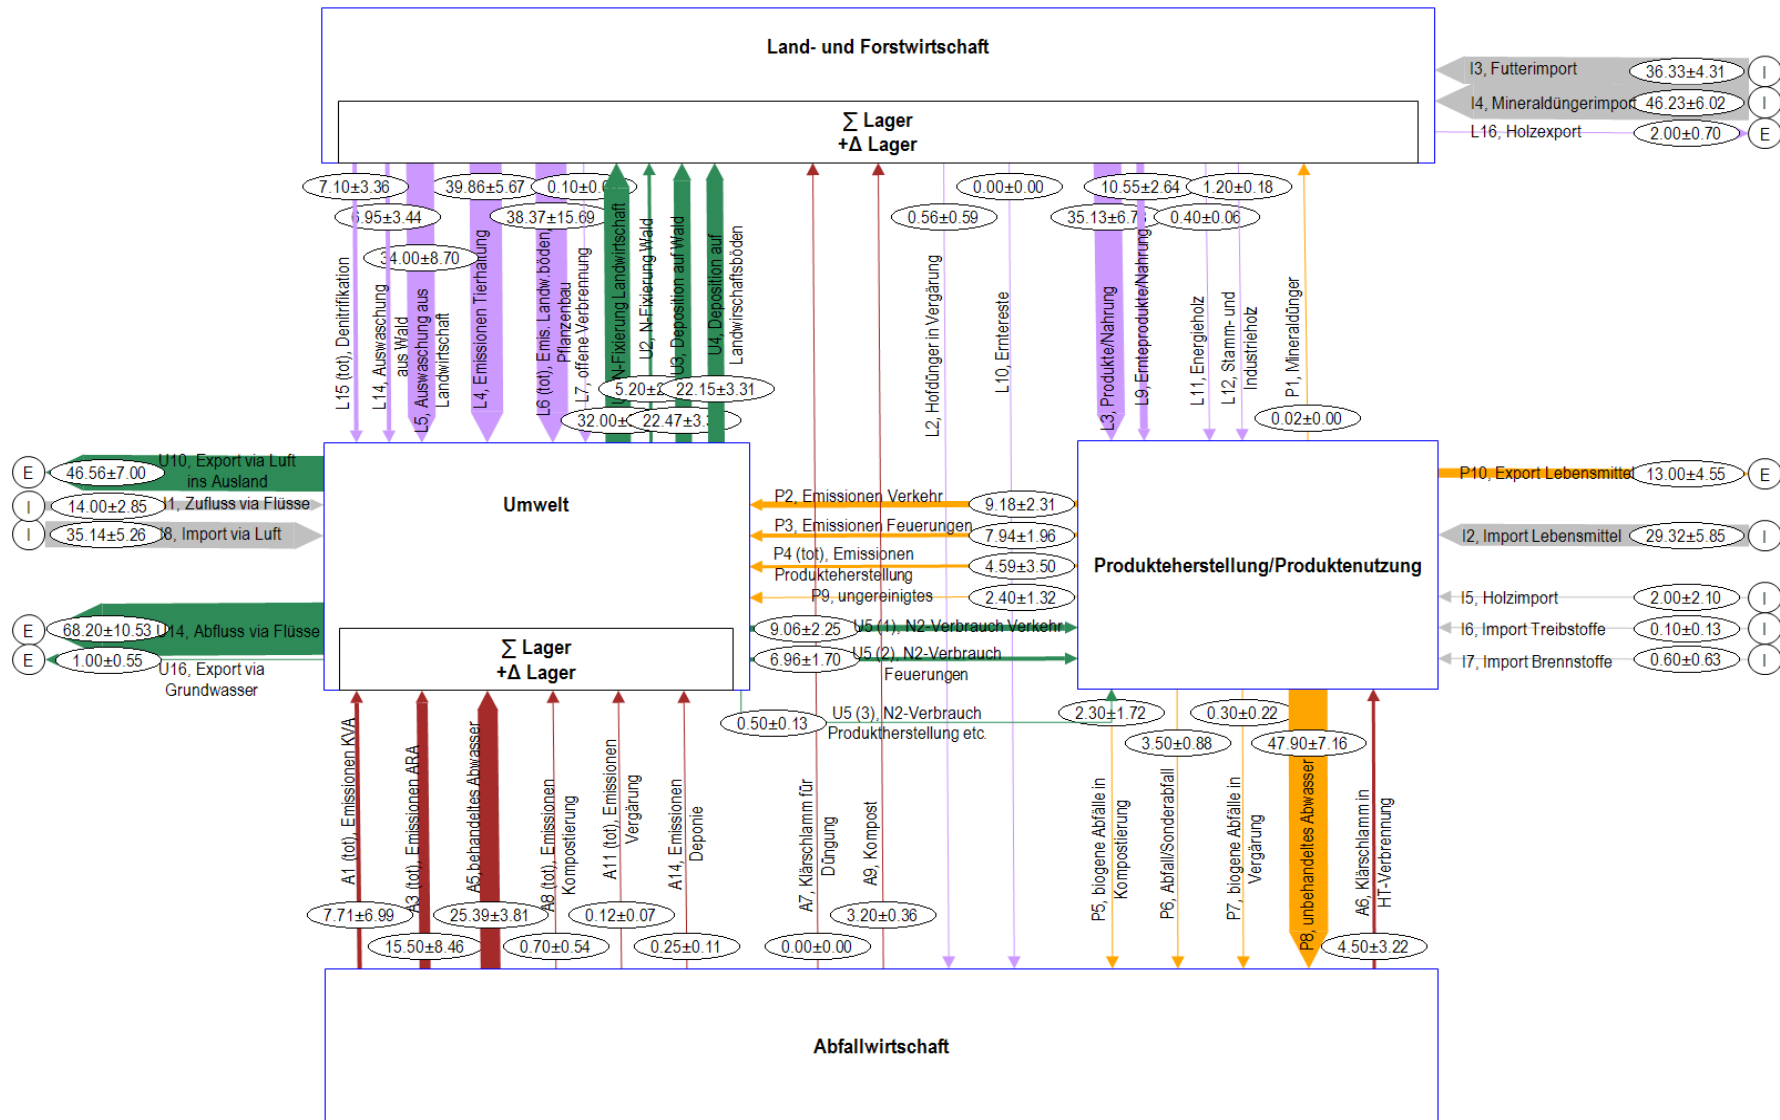 Land- und Forstwirtschaft
∑ Lager
+Δ Lager
I3, Futterimport
36.33±4.31
I
I4, Mineraldüngerimport
46.23±6.02
I
L16, Holzexport
2.00±0.70
E
7.10±3.36
6.95±3.44
34.00±8.70
39.86±5.67
38.37±15.69
0.56±0.59
0.00±0.00
10.55±2.64
1.20±0.18
0.40±0.06
0.02±0.00
L15 (tot), Denitrifikation
L14, Auswaschung
aus Wald
L5, Auswaschung aus
Landwirtschaft
L4, Emissionen Tierhaltung
L6 (tot), Emis. Landw.böden,
Pflanzenbau
L7, offene Verbrennung
N-Fixierung Landwirtschaft
U2, N-Fixierung Wald
U3, Deposition auf Wald
U4, Deposition auf
Landwirschaftsböden
22.15±3.31
L2, Hofdünger in Vergärung
L10, Erntereste
L3, Produkte/Nahrung
L9, Ernteprodukte/Nahrung
L11, Energieholz
L12, Stamm- und
Industrieholz
P1, Mineraldünger
E
46.56±7.00
U10, Export via Luft
ins Ausland
I
14.00±2.85
I1, Zufluss via Flüsse
I
35.14±5.26
I8, Import via Luft
E
68.20±10.53
U14, Abfluss via Flüsse
E
1.00±0.55
U16, Export via
Grundwasser
Umwelt
∑ Lager
+Δ Lager
P2, Emissionen Verkehr
9.18±2.31
P3, Emissionen Feuerungen
7.94±1.96
P4 (tot), Emissionen
Produkteherstellung
4.59±3.50
P9, ungereinigtes
2.40±1.32
9.06±2.25
U5 (1), N2-Verbrauch Verkehr
6.96±1.70
U5 (2), N2-Verbrauch
Feuerungen
0.50±0.13
U5 (3), N2-Verbrauch
Produktherstellung etc.
Produkteherstellung/Produktenutzung
P10, Export Lebensmittel
13.00±4.55
E
I2, Import Lebensmittel
29.32±5.85
I
I5, Holzimport
2.00±2.10
I
I6, Import Treibstoffe
0.10±0.13
I
I7, Import Brennstoffe
0.60±0.63
I
A1 (tot), Emissionen KVA
A3 (tot), Emissionen ARA
A5,behandeltes Abwasser
A8 (tot), Emissionen
Kompostierung
A11 (tot), Emissionen
Vergärung
A14, Emissionen
Deponie
A7, Klärschlamm für
Düngung
A9, Kompost
7.71±6.99
15.50±8.46
25.39±3.81
0.70±0.54
0.12±0.07
0.25±0.11
0.00±0.00
3.20±0.36
2.30±1.72
3.50±0.88
0.30±0.22
47.90±7.16
P5, biogene Abfälle in
Kompostierung
P6, Abfall/Sonderabfall
P7, biogene Abfälle in
Vergärung
P8, unbehandeltes Abwasser
A6, Klärschlamm in
HT-Verbrennung
4.50±3.22
Abfallwirtschaft